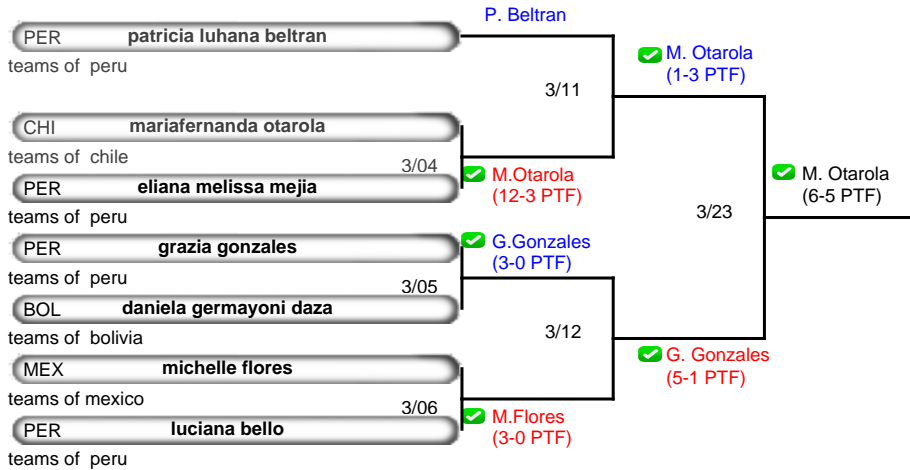 P. Beltran
PER patricia luhana beltran
teams of peru
M. Otarola
(1-3 PTF)
3/11
CHI mariafernanda otarola
teams of chile
3/04
PER eliana melissa mejia
teams of peru
M.Otarola
(12-3 PTF)
M. Otarola
(6-5 PTF)
3/23
PER grazia gonzales
teams of peru
G.Gonzales
(3-0 PTF)
3/05
BOL daniela germayoni daza
teams of bolivia
3/12
MEX michelle flores
teams of mexico
G. Gonzales
(5-1 PTF)
3/06
PER luciana bello
teams of peru
M.Flores
(3-0 PTF)